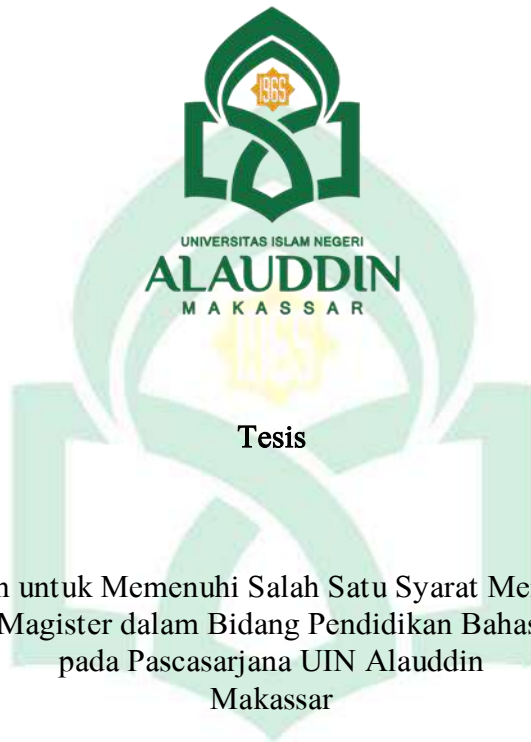 1965
UNIVERSITAS ISLAM NEGERI
ALAUDDIN
MAKASSAR
1965
Tesis
untuk Memenuhi Salah Satu Syarat
Magister dalam Bidang Pendidikan
pada Pascasarjana UIN Alauddin
Makassar